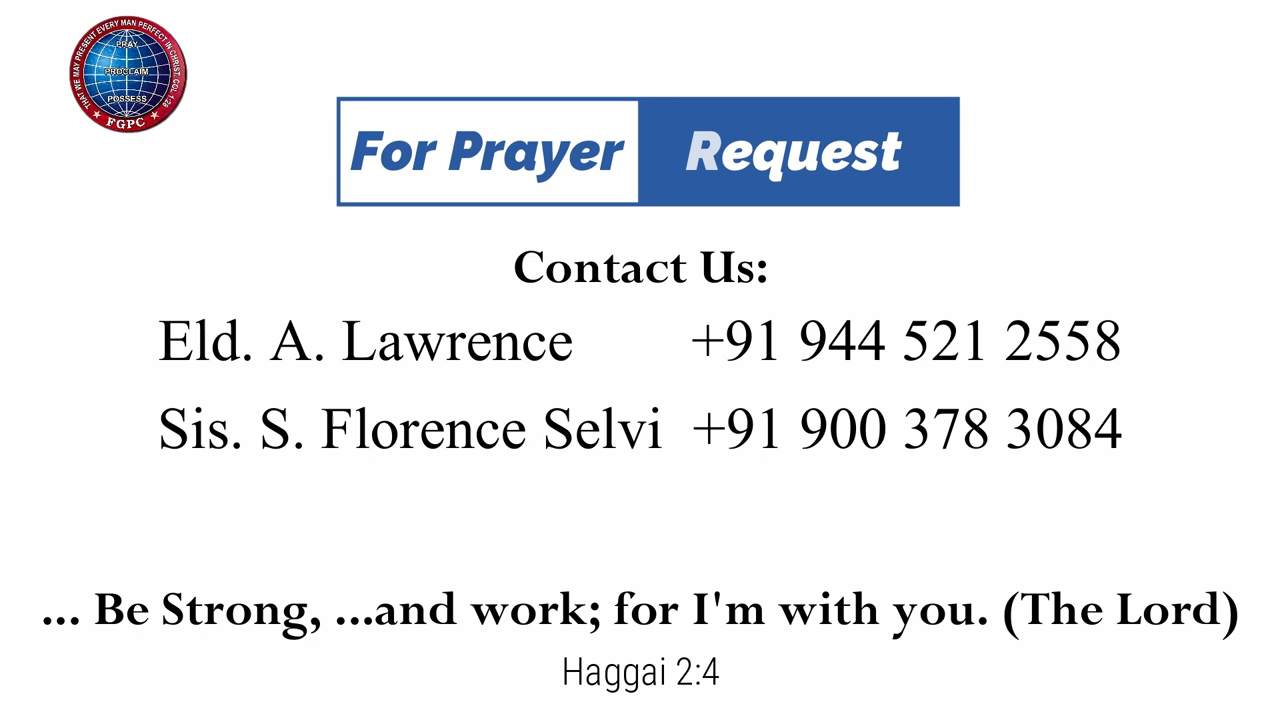 THAT WE MAY PRESENT EVERY MAN PERFECT IN CHRIST. COL 1:28
PRAY
PROCLAIM
POSSESS
★ FGPC ★
For Prayer Request
Contact Us:
Eld. A. Lawrence +91 944 521 2558
Sis. S. Florence Selvi +91 900 378 3084
... Be Strong, ...and work; for I'm with you. (The Lord)
Haggai 2:4